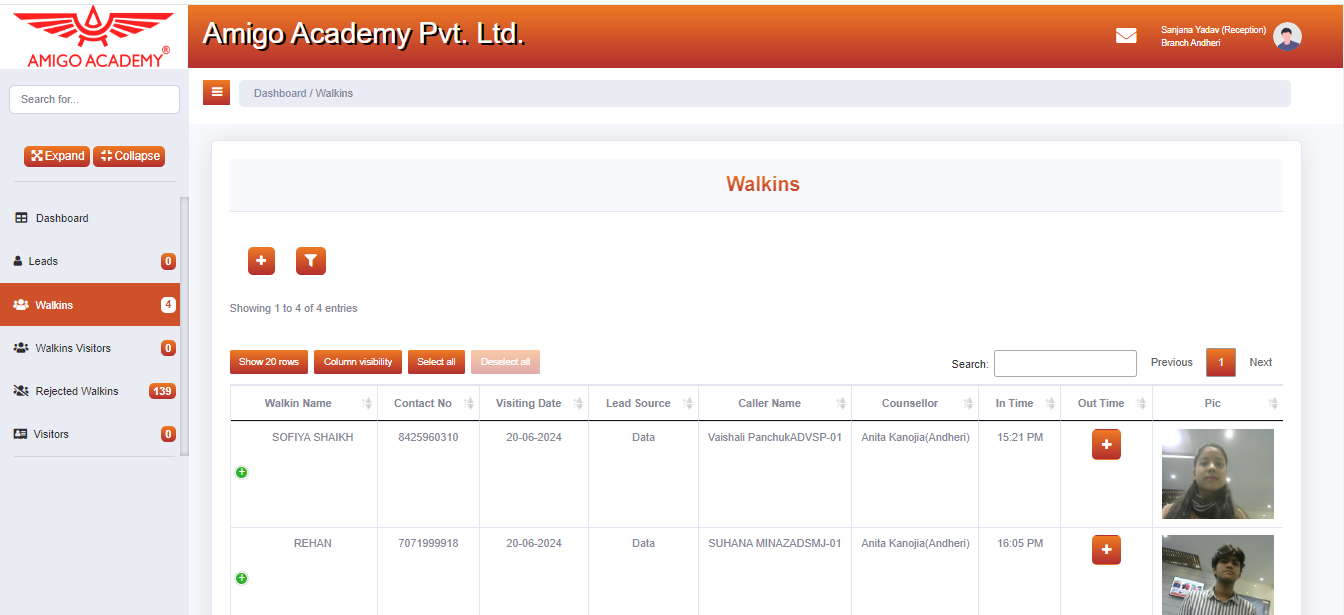 AMIGO ACADEMY®
Amigo Academy Pvt. Ltd.
Sanjana Yadav (Reception)
Branch Andheri
Search for...
Dashboard / Walkins
Expand Collapse
Walkins
Dashboard
Leads 0
Walkins 4
Walkins Visitors 0
Rejected Walkins 139
Visitors 0
Showing 1 to 4 of 4 entries
Show 20 rows Column visibility Select all Deselect all Search: Previous 1 Next
Walkin Name Contact No Visiting Date Lead Source Caller Name Counsellor In Time Out Time Pic
SOFIYA SHAIKH 8425960310 20-06-2024 Data Vaishali PanchukADVSP-01 Anita Kanojia(Andheri) 15:21 PM
REHAN 7071999918 20-06-2024 Data SUHANA MINAZADSMJ-01 Anita Kanojia(Andheri) 16:05 PM